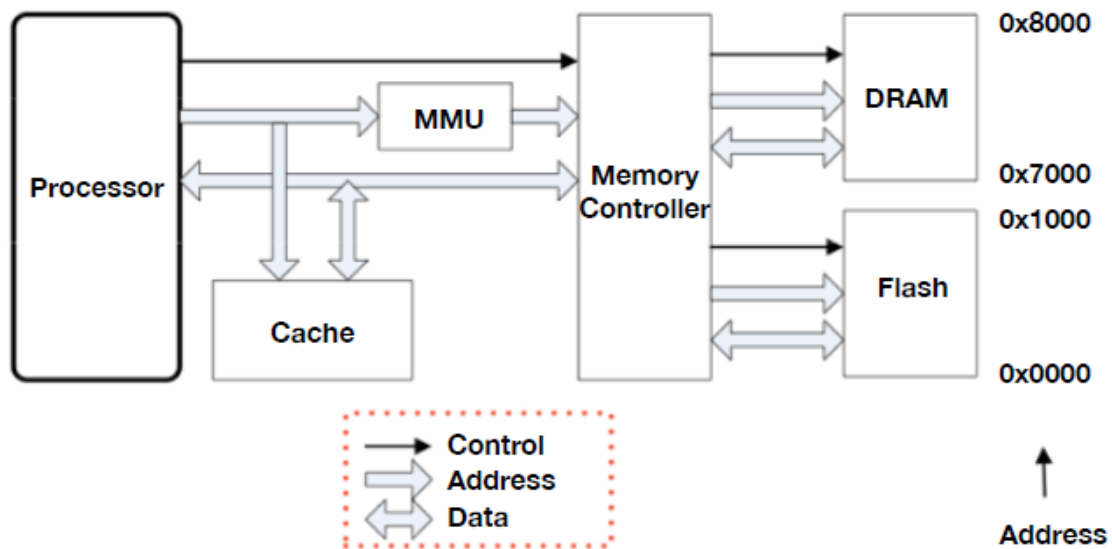 Processor
MMU
Cache
Memory
Controller
DRAM
Flash
0x8000
0x7000
0x1000
0x0000
Control
Address
Data
Address